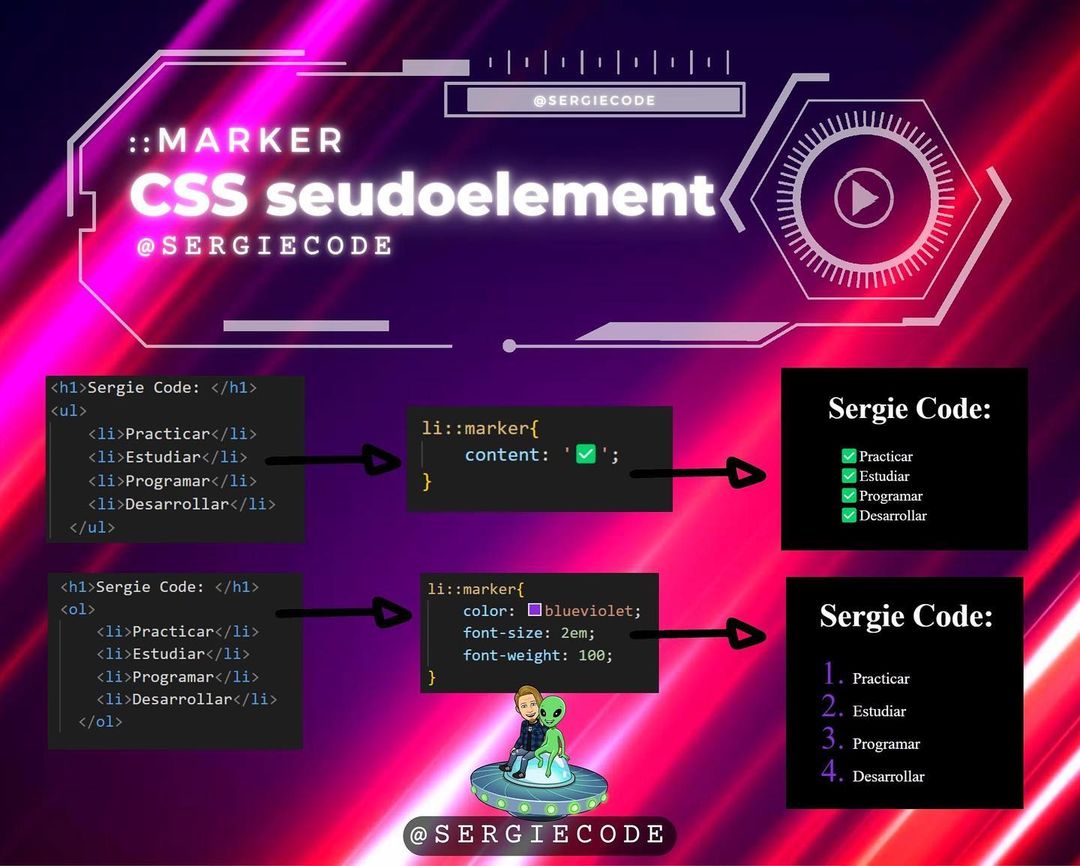 @SERGIECODE
::MARKER
CSS seudoelement
@SERGIECODE
<h1>Sergie Code: </h1>
<ul>
<li>Practicar</li>
<li>Estudiar</li>
<li>Programar</li>
<li>Desarrollar</li>
</ul>
li::marker{
content: '✅';
}
Sergie Code:
✅Practicar
✅Estudiar
✅Programar
✅Desarrollar
<h1>Sergie Code: </h1>
<ol>
<li>Practicar</li>
<li>Estudiar</li>
<li>Programar</li>
<li>Desarrollar</li>
</ol>
li::marker{
color: blueviolet;
font-size: 2em;
font-weight: 100;
}
Sergie Code:
1. Practicar
2. Estudiar
3. Programar
4. Desarrollar
@SERGIECODE